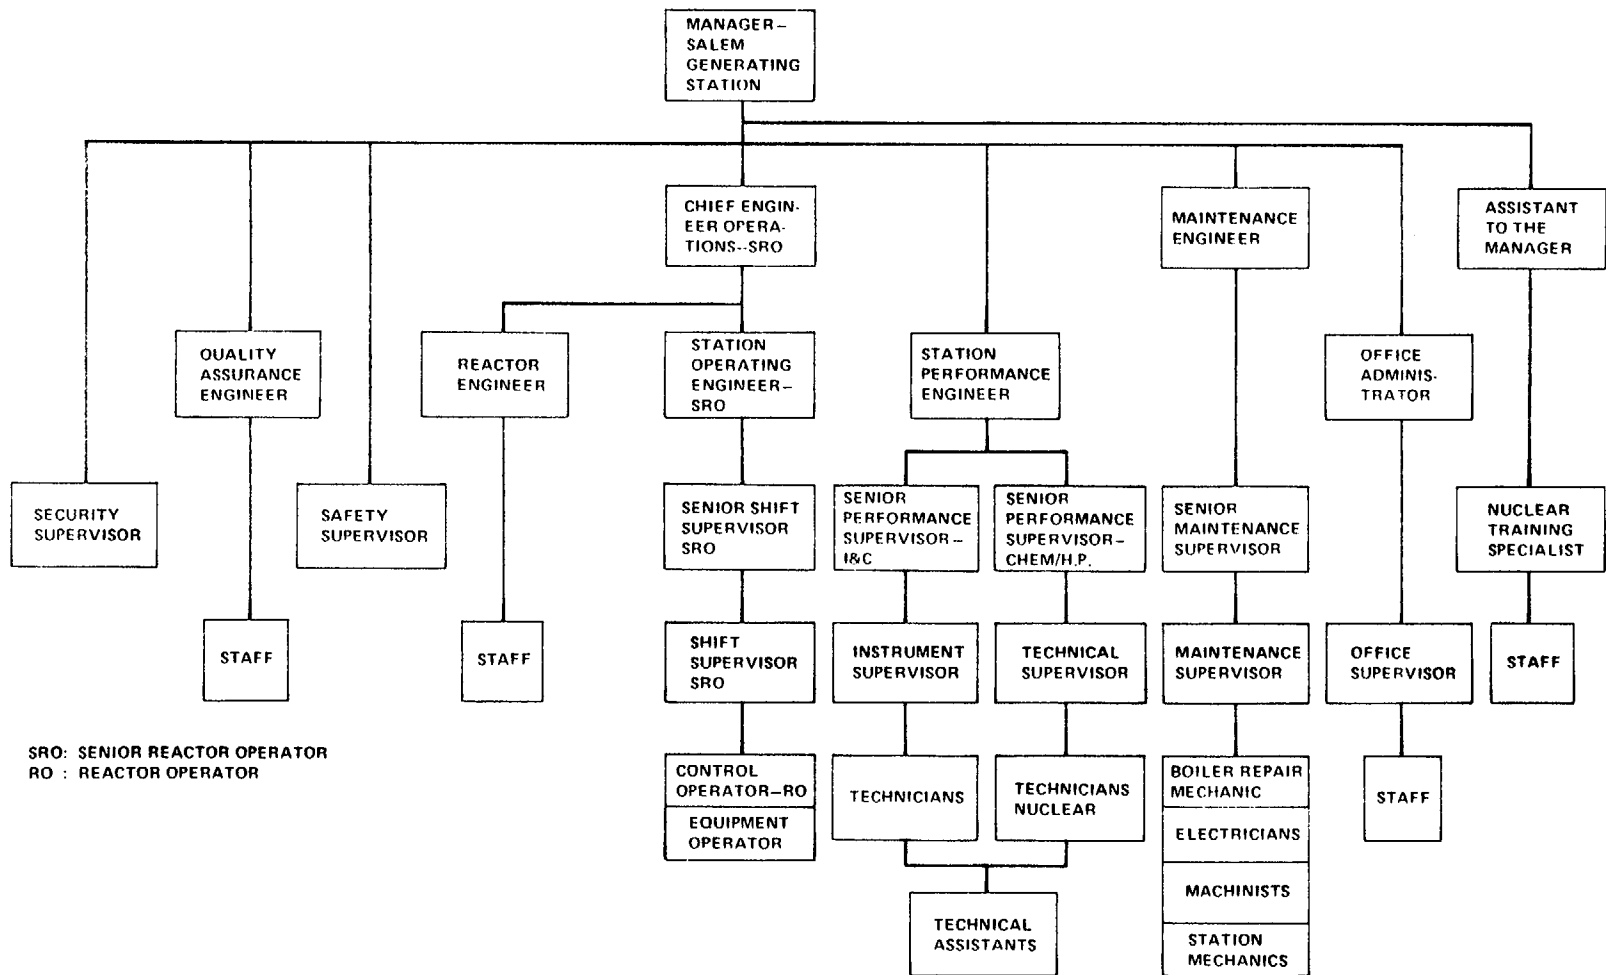 MANAGER–
SALEM
GENERATING
STATION
CHIEF ENGIN-
EER OPERA-
TIONS--SRO
MAINTENANCE
ENGINEER
ASSISTANT
TO THE
MANAGER
QUALITY
ASSURANCE
ENGINEER
REACTOR
ENGINEER
STATION
OPERATING
ENGINEER–
SRO
STATION
PERFORMANCE
ENGINEER
OFFICE
ADMINIS-
TRATOR
SECURITY
SUPERVISOR
SAFETY
SUPERVISOR
SENIOR SHIFT
SUPERVISOR
SRO
SENIOR
PERFORMANCE
SUPERVISOR–
I&C
SENIOR
PERFORMANCE
SUPERVISOR–
CHEM/H.P.
SENIOR
MAINTENANCE
SUPERVISOR
NUCLEAR
TRAINING
SPECIALIST
STAFF
STAFF
SHIFT
SUPERVISOR
SRO
INSTRUMENT
SUPERVISOR
TECHNICAL
SUPERVISOR
MAINTENANCE
SUPERVISOR
OFFICE
SUPERVISOR
STAFF
SRO: SENIOR REACTOR OPERATOR
RO : REACTOR OPERATOR
CONTROL
OPERATOR–RO
EQUIPMENT
OPERATOR
TECHNICIANS
TECHNICIANS
NUCLEAR
BOILER REPAIR
MECHANIC
ELECTRICIANS
MACHINISTS
STATION
MECHANICS
STAFF
TECHNICAL
ASSISTANTS